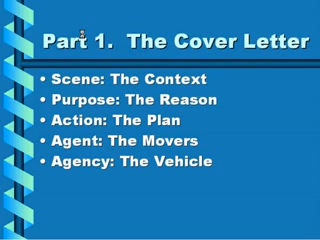 Part 1. The Cover Letter
• Scene: The Context
• Purpose: The Reason
• Action: The Plan
• Agent: The Movers
• Agency: The Vehicle